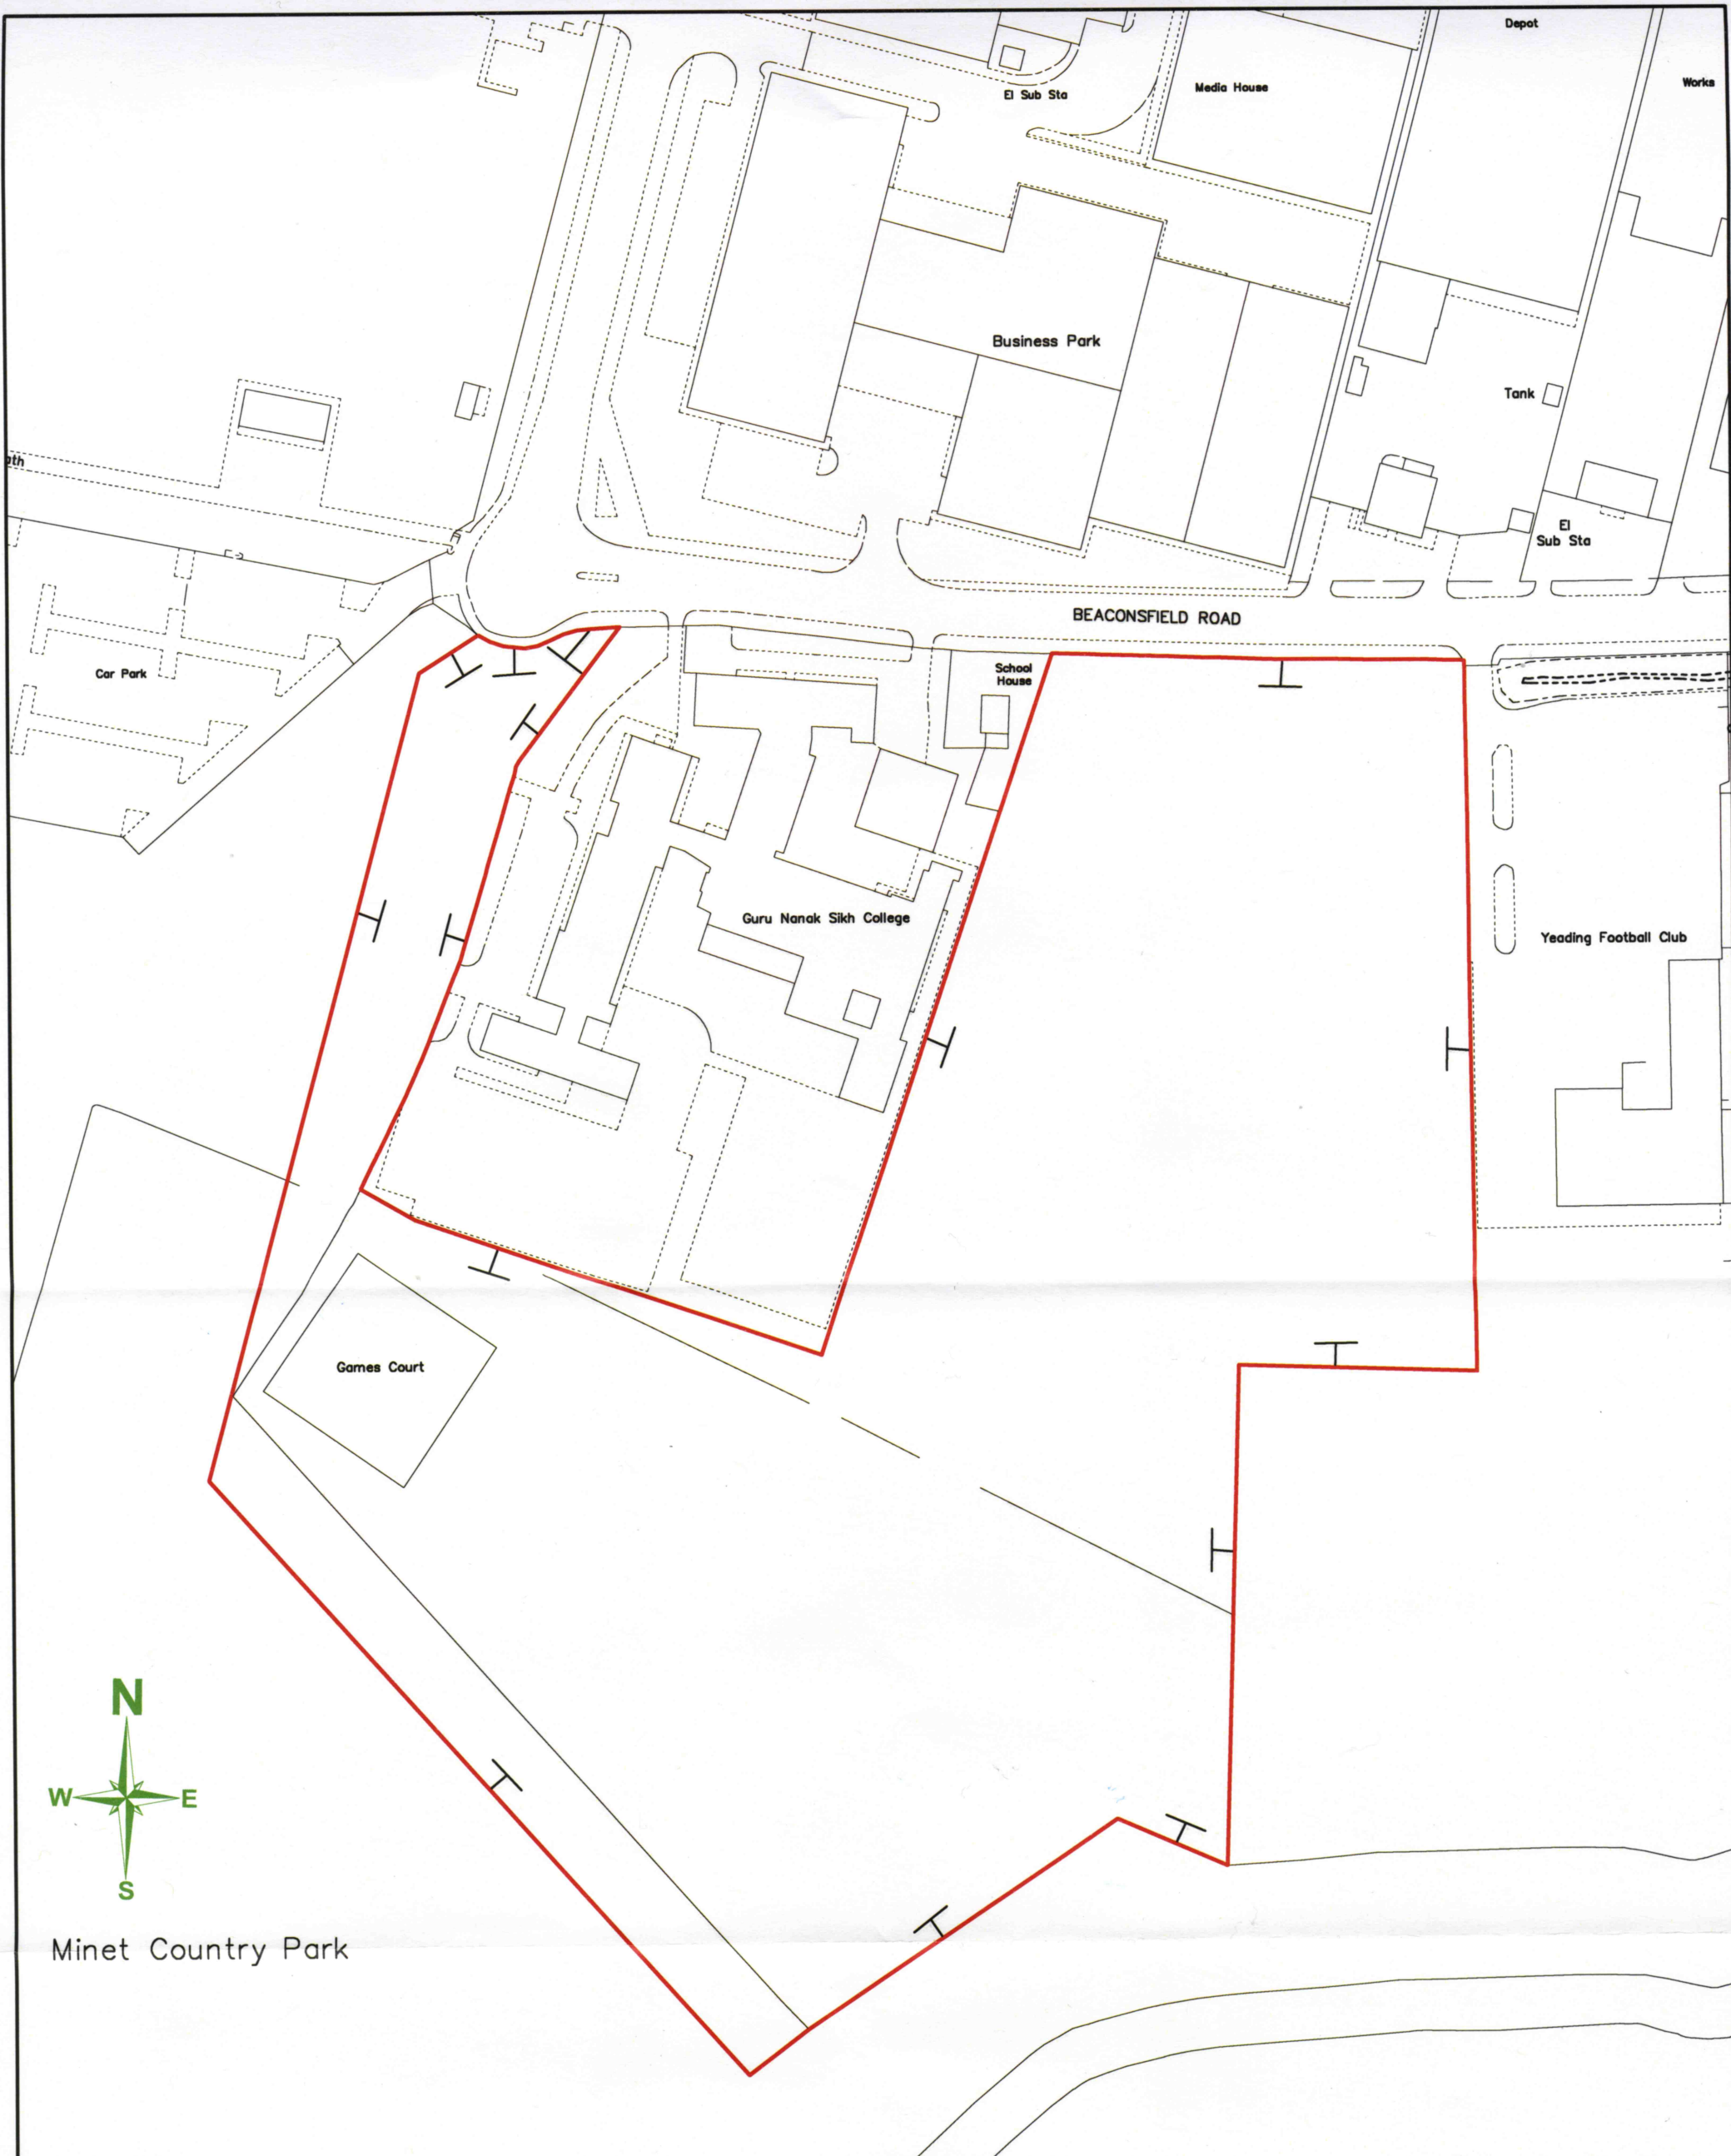 Depot
Works
Media House
El Sub Sta
Business Park
Tank
El
Sub Sta
BEACONSFIELD ROAD
School
House
Car Park
Guru Nanak Sikh College
Yeading Football Club
Games Court
N
W
E
S
Minet Country Park